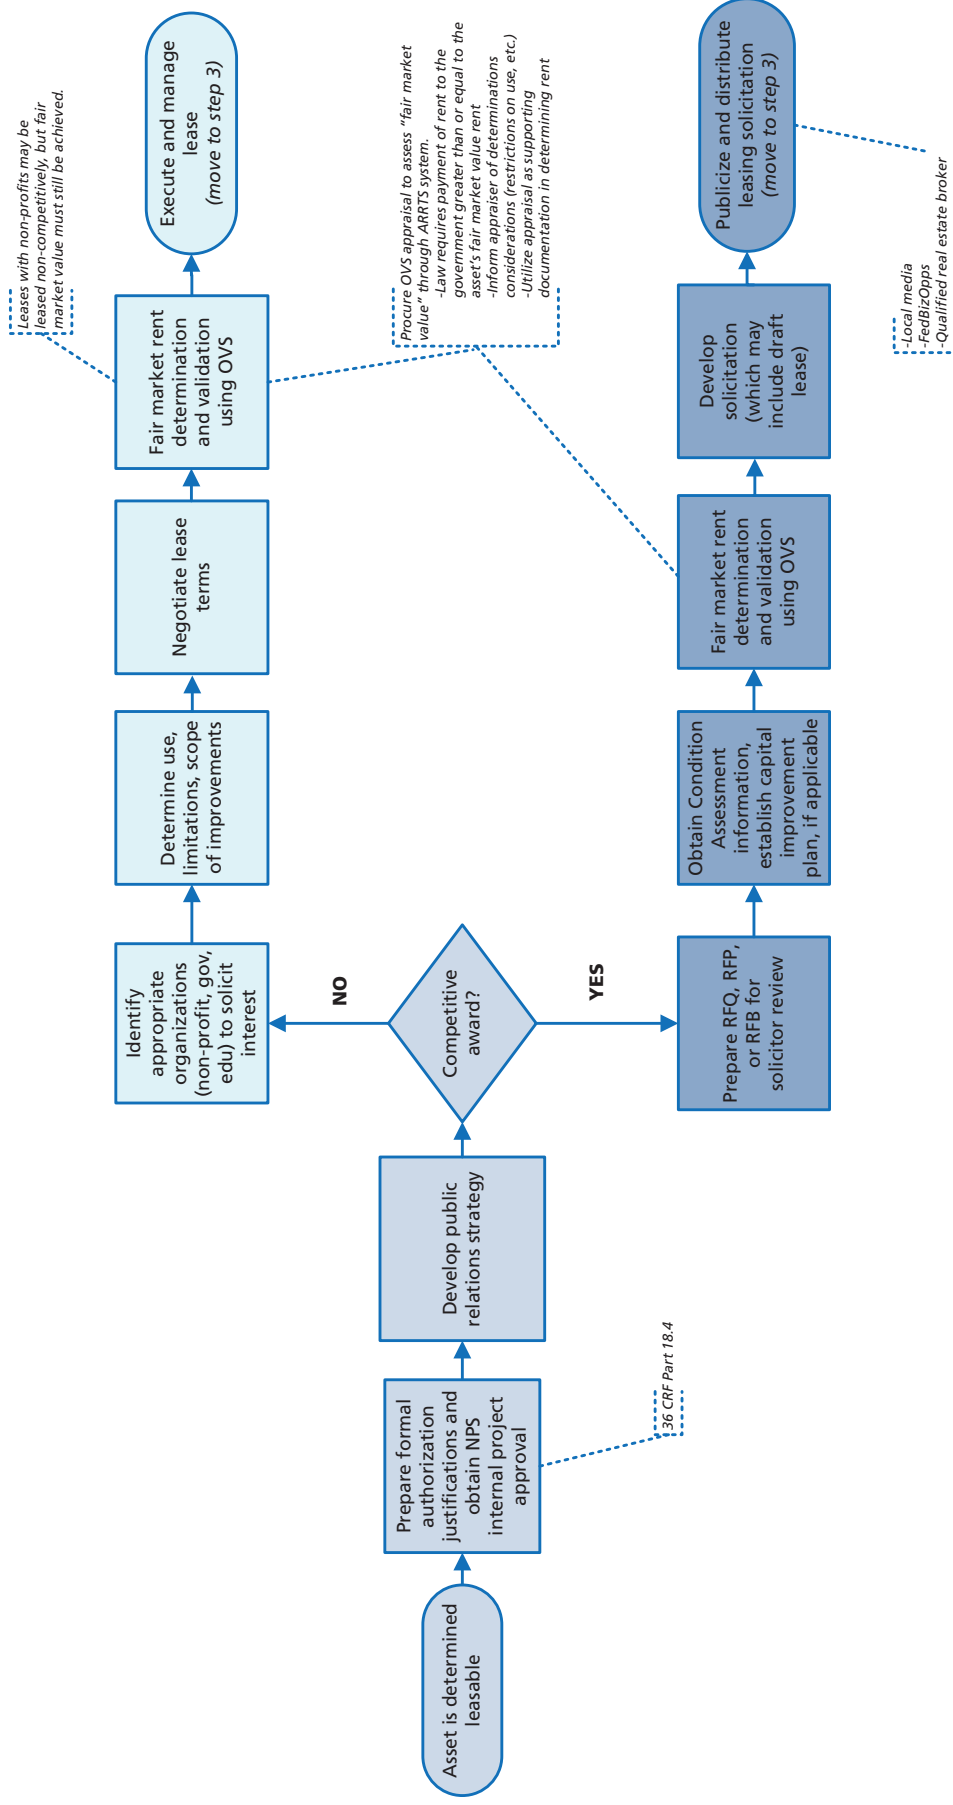 Asset is determined
leasable
Prepare formal
authorization
justifications and
obtain NPS
internal project
approval
36 CRF Part 18.4
Develop public
relations strategy
Competitive
award?
NO
Identify
appropriate
organizations
(non-profit, gov,
edu) to solicit
interest
Determine use,
limitations, scope
of improvements
Negotiate lease
terms
Fair market rent
determination
and validation
using OVS
Leases with non-profits may be
leased non-competitively, but fair
market value must still be achieved.
Execute and manage
lease
(move to step 3)
Procure OVS appraisal to assess "fair market
value" through ARRTS system.
-Law requires payment of rent to the
government greater than or equal to the
asset's fair market value rent
-Inform appraiser of determinations
considerations (restrictions on use, etc.)
-Utilize appraisal as supporting
documentation in determining rent
YES
Prepare RFQ, RFP,
or RFB for
solicitor review
Obtain Condition
Assessment
information,
establish capital
improvement
plan, if applicable
Fair market rent
determination
and validation
using OVS
Develop
solicitation
(which may
include draft
lease)
Publicize and distribute
leasing solicitation
(move to step 3)
-Local media
-FedBizOpps
-Qualified real estate broker